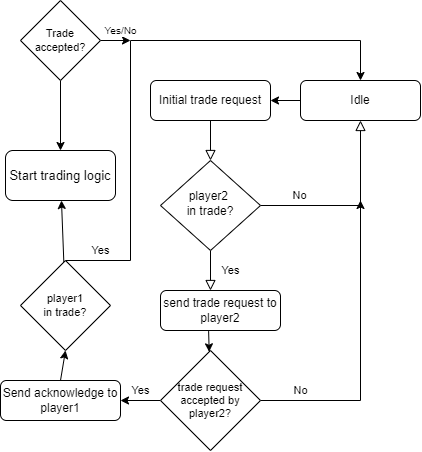 Trade
accepted?
Yes/No
Initial trade request
Idle
Start trading logic
player2
in trade?
No
Yes
Yes
player1
in trade?
send trade request to
player2
Send acknowledge to
player1
Yes
trade request
accepted by
player2?
No